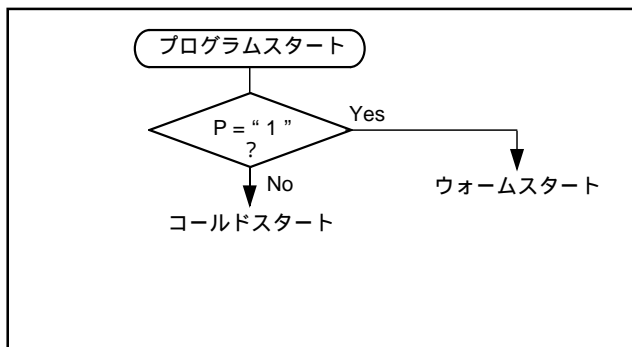 プログラムスタート
P = “ 1 ”
?
Yes
No
ウォームスタート
コールドスタート